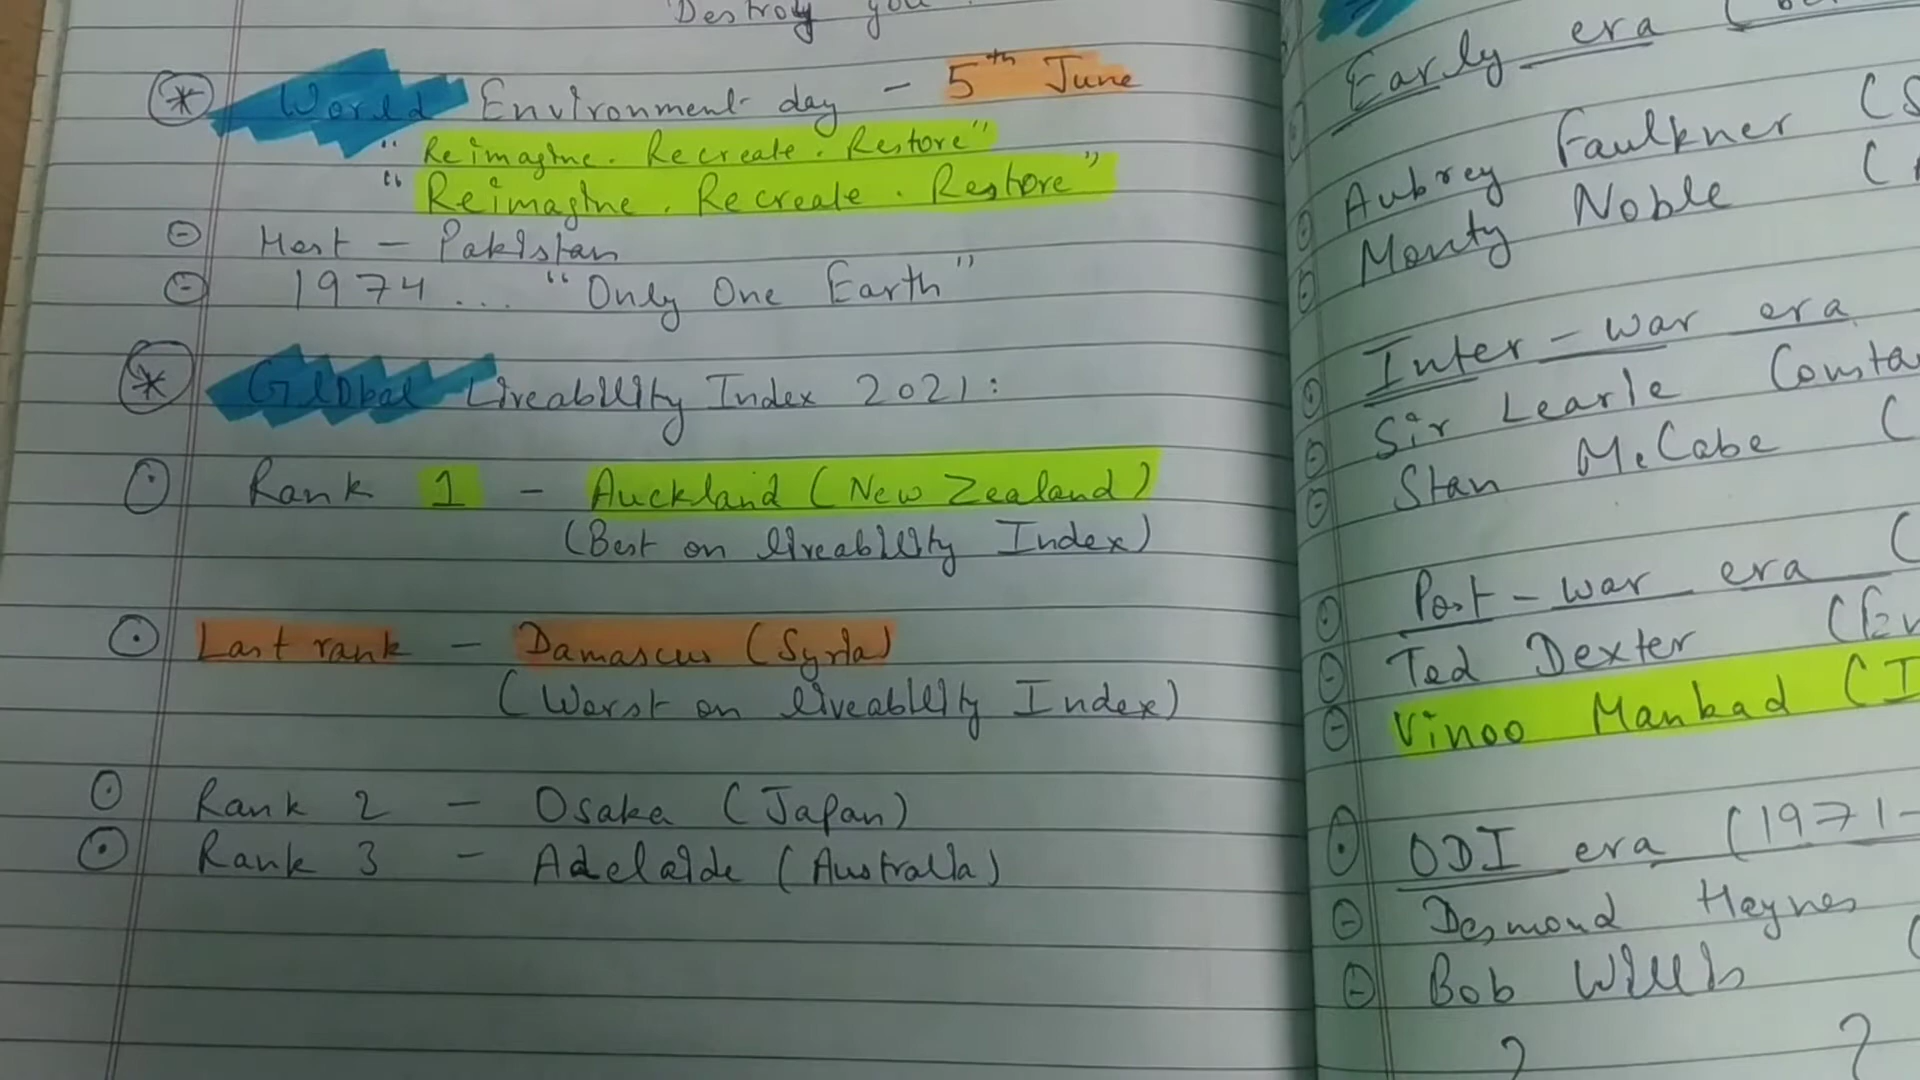 Destroy you
World Environment day - 5th June
"Reimagine. Recreate. Restore"
"Reimagine. Recreate. Restore"
Host - Pakistan
1974... "Only One Earth"
Global Liveability Index 2021:
Rank 1 - Auckland (New Zealand)
(Best on liveability Index)
Last rank - Damascus (Syria)
(Worst on liveability Index)
Rank 2 - Osaka (Japan)
Rank 3 - Adelaide (Australia)
Early era (
Aubrey Faulkner (S
Monty Noble (
Inter-war era
Sir Learie Consta
Stan McCabe (
Post-war era (
Ted Dexter (
Vinoo Mankad (I
ODI era (1971-
Desmond Haynes
Bob Willis (